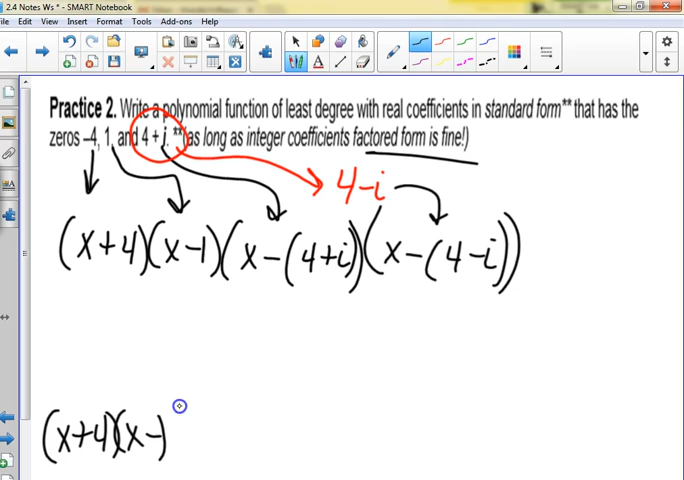 2.4 Notes Ws * - SMART Notebook
Edit View Insert Format Tools Add-ons Help
Practice 2. Write a polynomial function of least degree with real coefficients in standard form** that has the
zeros –4, 1, and 4 + i. ** as long as integer coefficients factored form is fine!)
4-i
(x+4)(x-1)(x-(4+i))(x-(4-i))
(x+4)(x-)